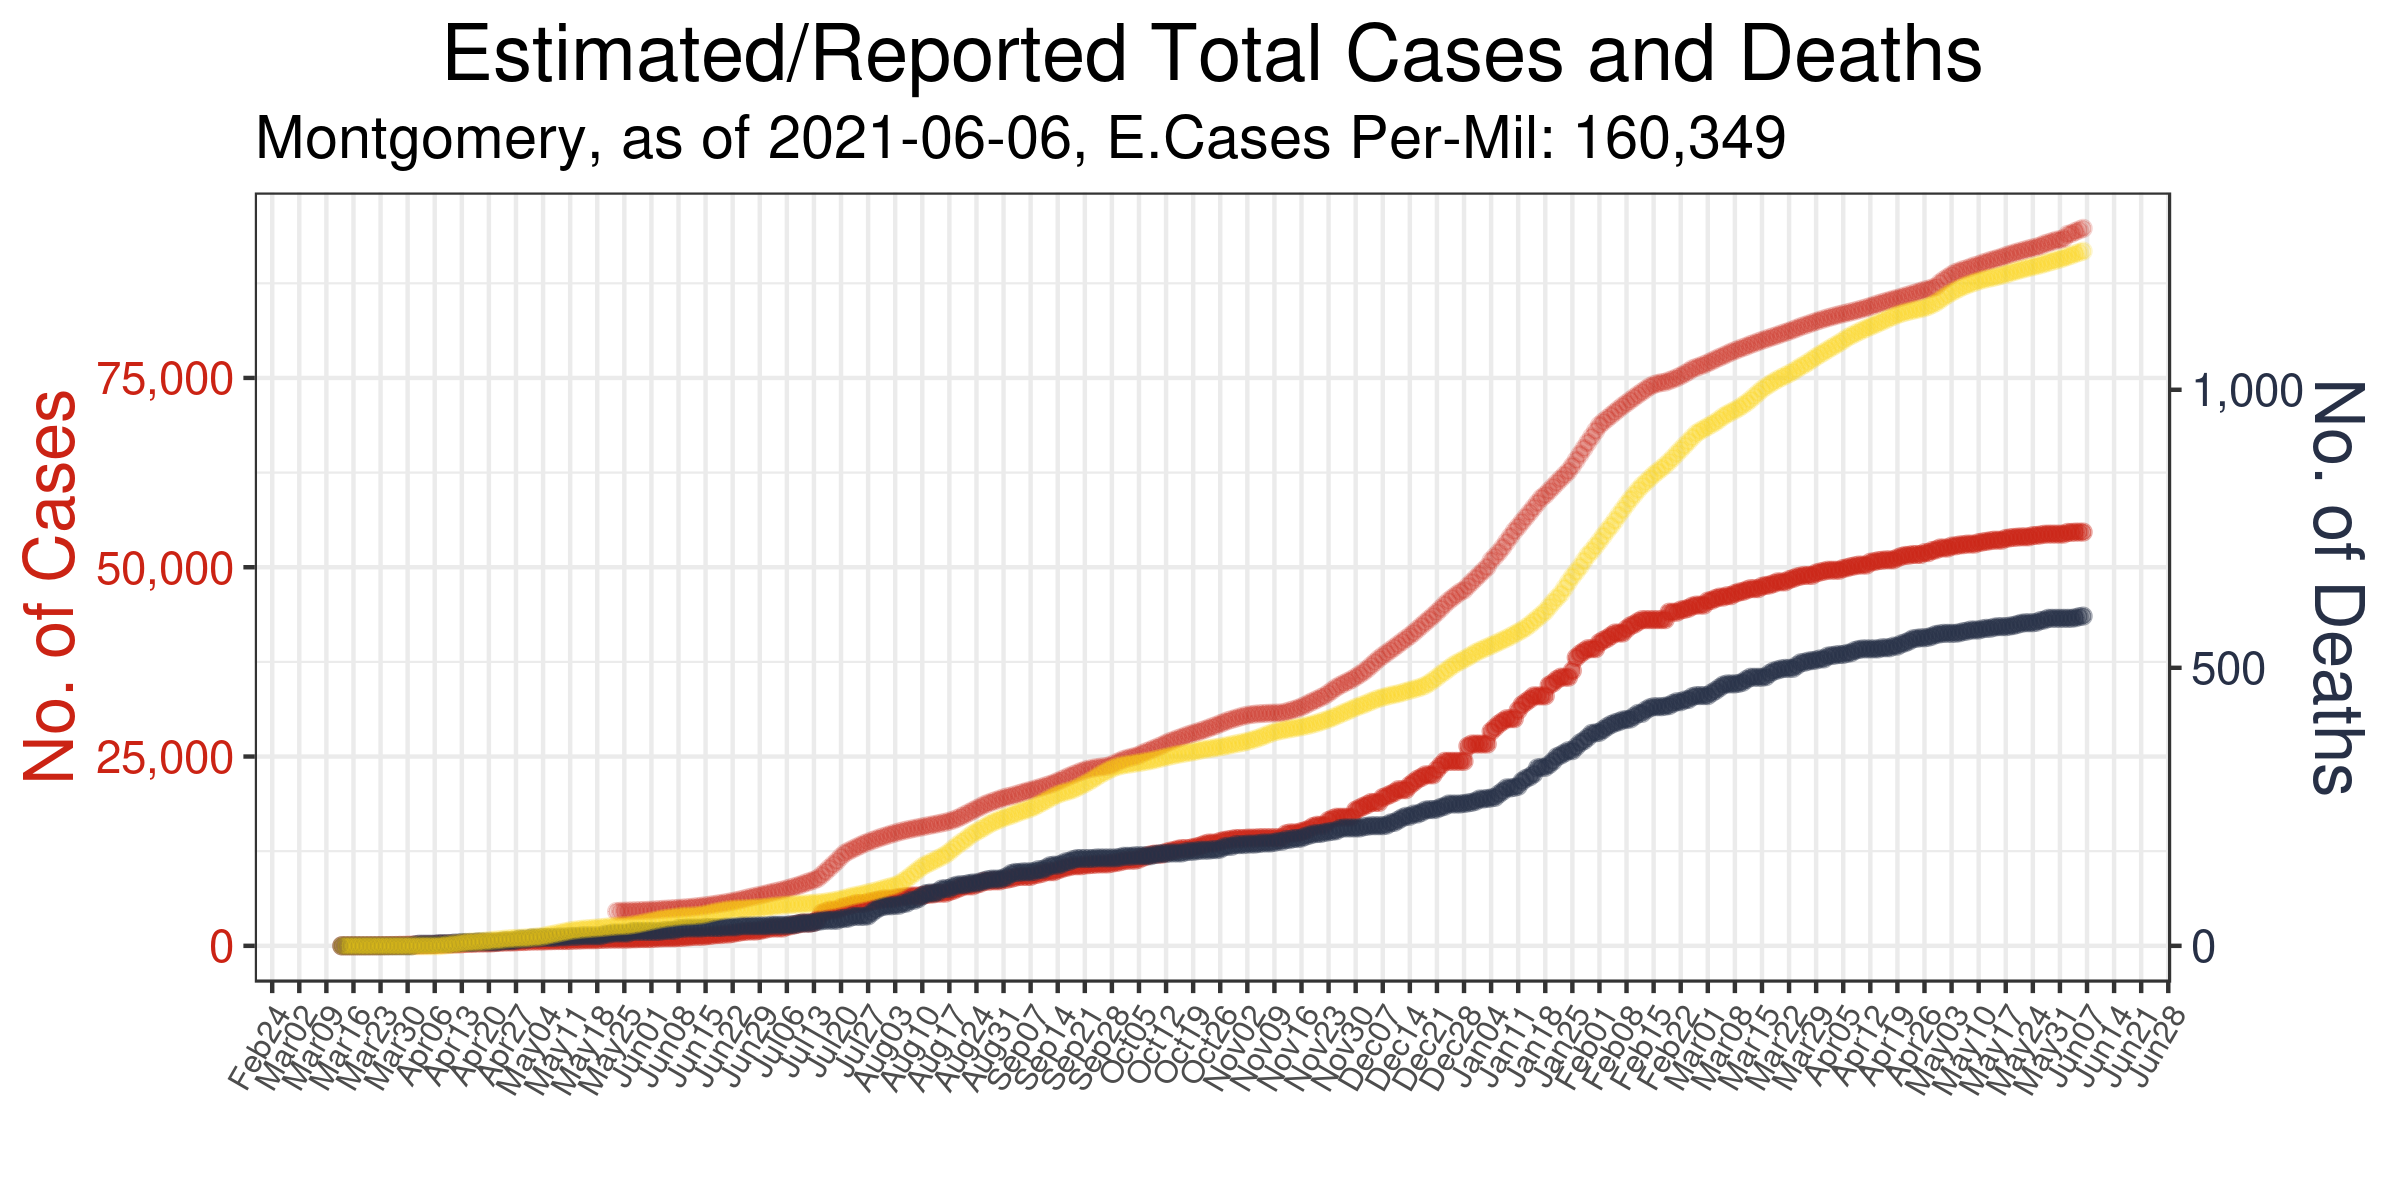 Estimated/Reported Total Cases and Deaths
Montgomery, as of 2021-06-06, E.Cases Per-Mil: 160,349
No. of Cases
75,000
50,000
25,000
0
1,000
500
0
No. of Deaths
Feb24
Mar02
Mar09
Mar16
Mar23
Mar30
Apr06
Apr13
Apr20
Apr27
May04
May11
May18
May25
Jun01
Jun08
Jun15
Jun22
Jun29
Jul06
Jul13
Jul20
Jul27
Aug03
Aug10
Aug17
Aug24
Aug31
Sep07
Sep14
Sep21
Sep28
Oct05
Oct12
Oct19
Oct26
Nov02
Nov09
Nov16
Nov23
Nov30
Dec07
Dec14
Dec21
Dec28
Jan04
Jan11
Jan18
Jan25
Feb01
Feb08
Feb15
Feb22
Mar01
Mar08
Mar15
Mar22
Mar29
Apr05
Apr12
Apr19
Apr26
May03
May10
May17
May24
May31
Jun07
Jun14
Jun21
Jun28